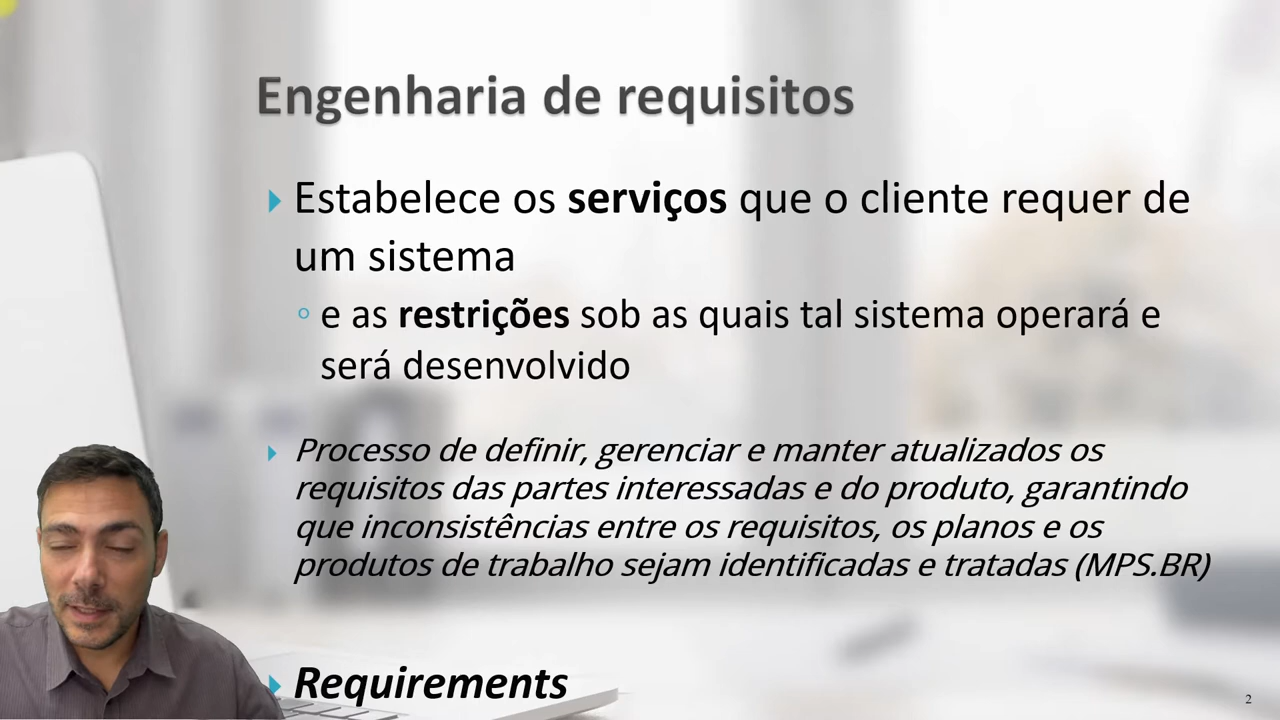 Engenharia de requisitos
Estabelece os serviços que o cliente requer de
um sistema
e as restrições sob as quais tal sistema operará e
será desenvolvido
Processo de definir, gerenciar e manter atualizados os
requisitos das partes interessadas e do produto, garantindo
que inconsistências entre os requisitos, os planos e os
produtos de trabalho sejam identificadas e tratadas (MPS.BR)
Requirements
2